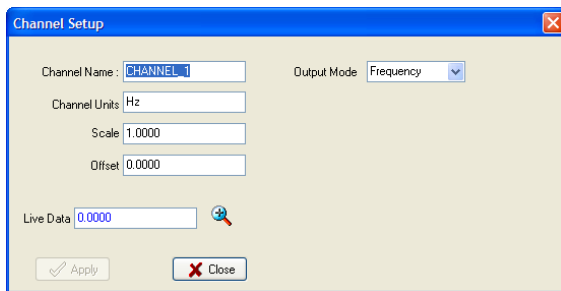 Channel Setup
Channel Name : CHANNEL_1 Output Mode Frequency
Channel Units Hz
Scale 1.0000
Offset 0.0000
Live Data 0.0000
Apply Close